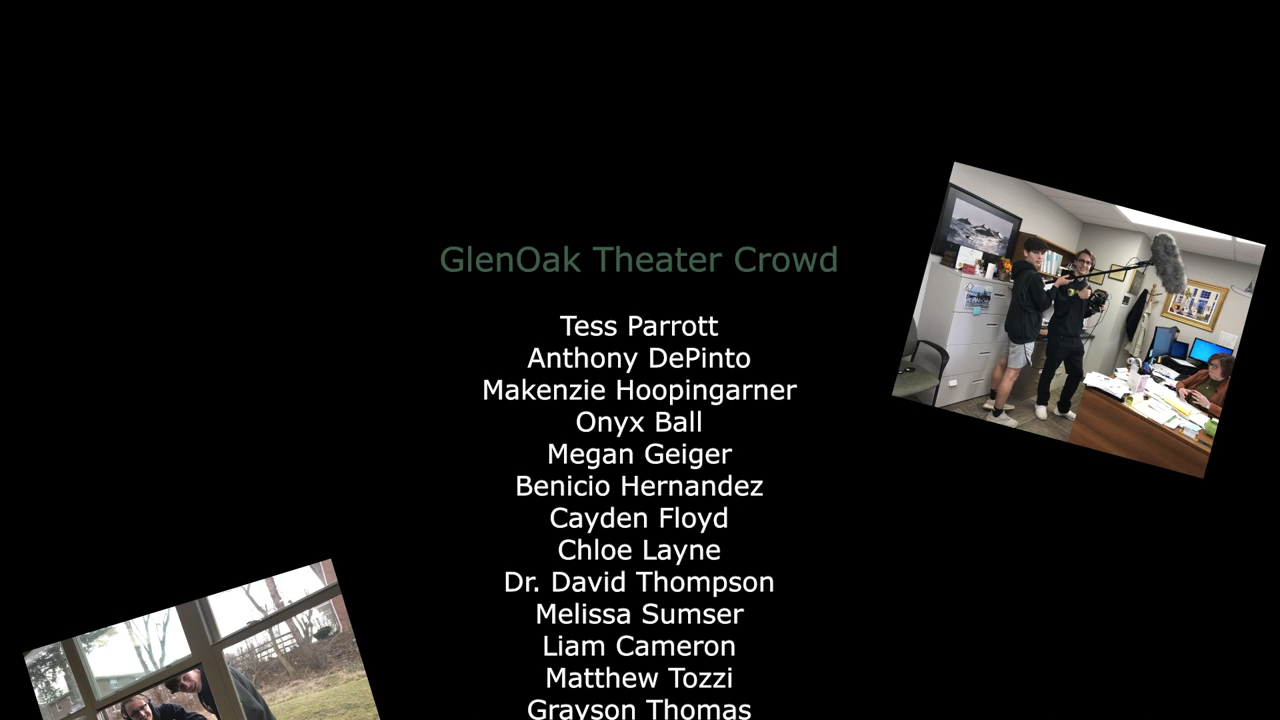 GlenOak Theater Crowd
Tess Parrott
Anthony DePinto
Makenzie Hoopingarner
Onyx Ball
Megan Geiger
Benicio Hernandez
Cayden Floyd
Chloe Layne
Dr. David Thompson
Melissa Sumser
Liam Cameron
Matthew Tozzi
Grayson Thomas